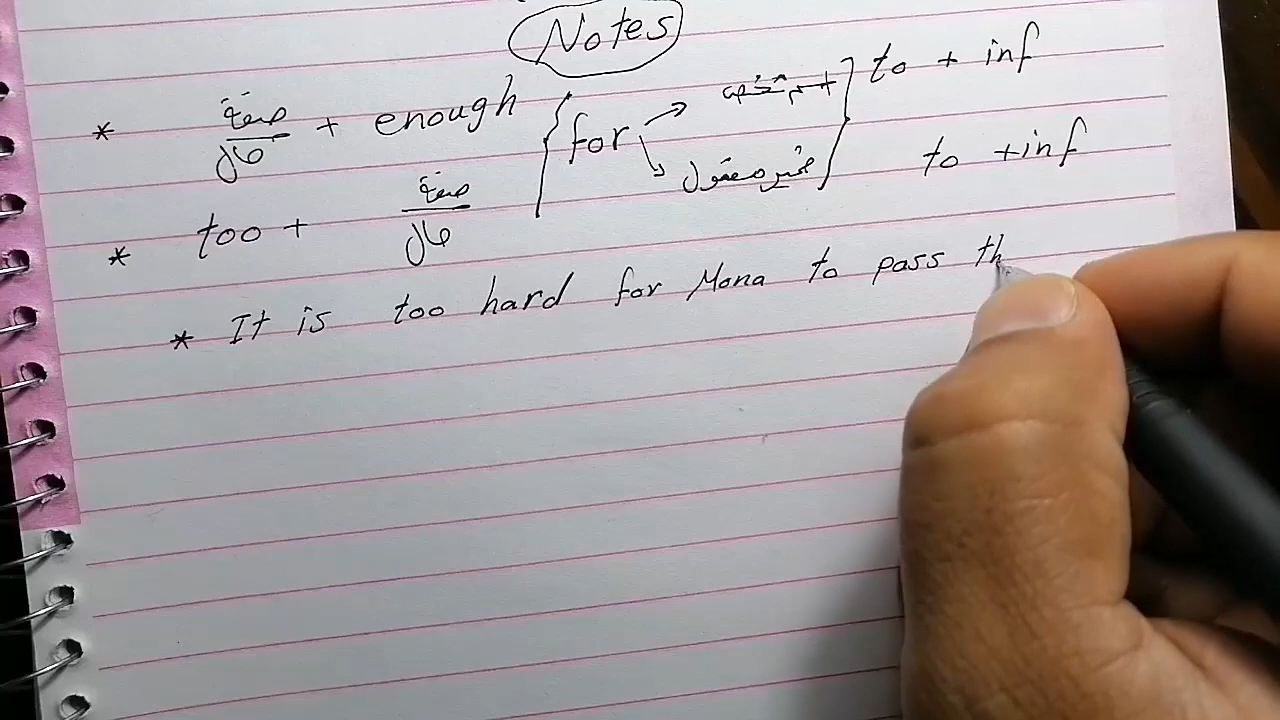 Notes
* صفة / حال + enough { for → اسم شخص } to + inf
→ ضمير مفعول
* too + صفة / حال to + inf
* It is too hard for Mona to pass th